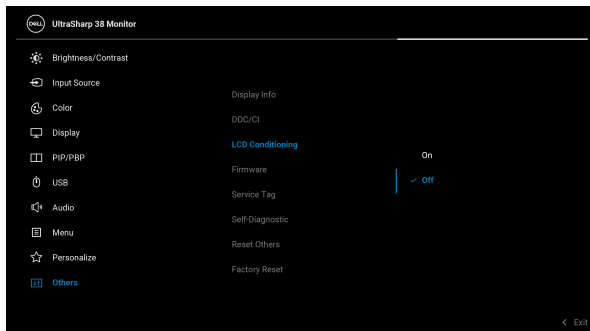 DELL UltraSharp 38 Monitor
Brightness/Contrast
Input Source
Color
Display
PIP/PBP
USB
Audio
Menu
Personalize
Others
Display Info
DDC/CI
LCD Conditioning
Firmware
Service Tag
Self-Diagnostic
Reset Others
Factory Reset
On
Off
Exit